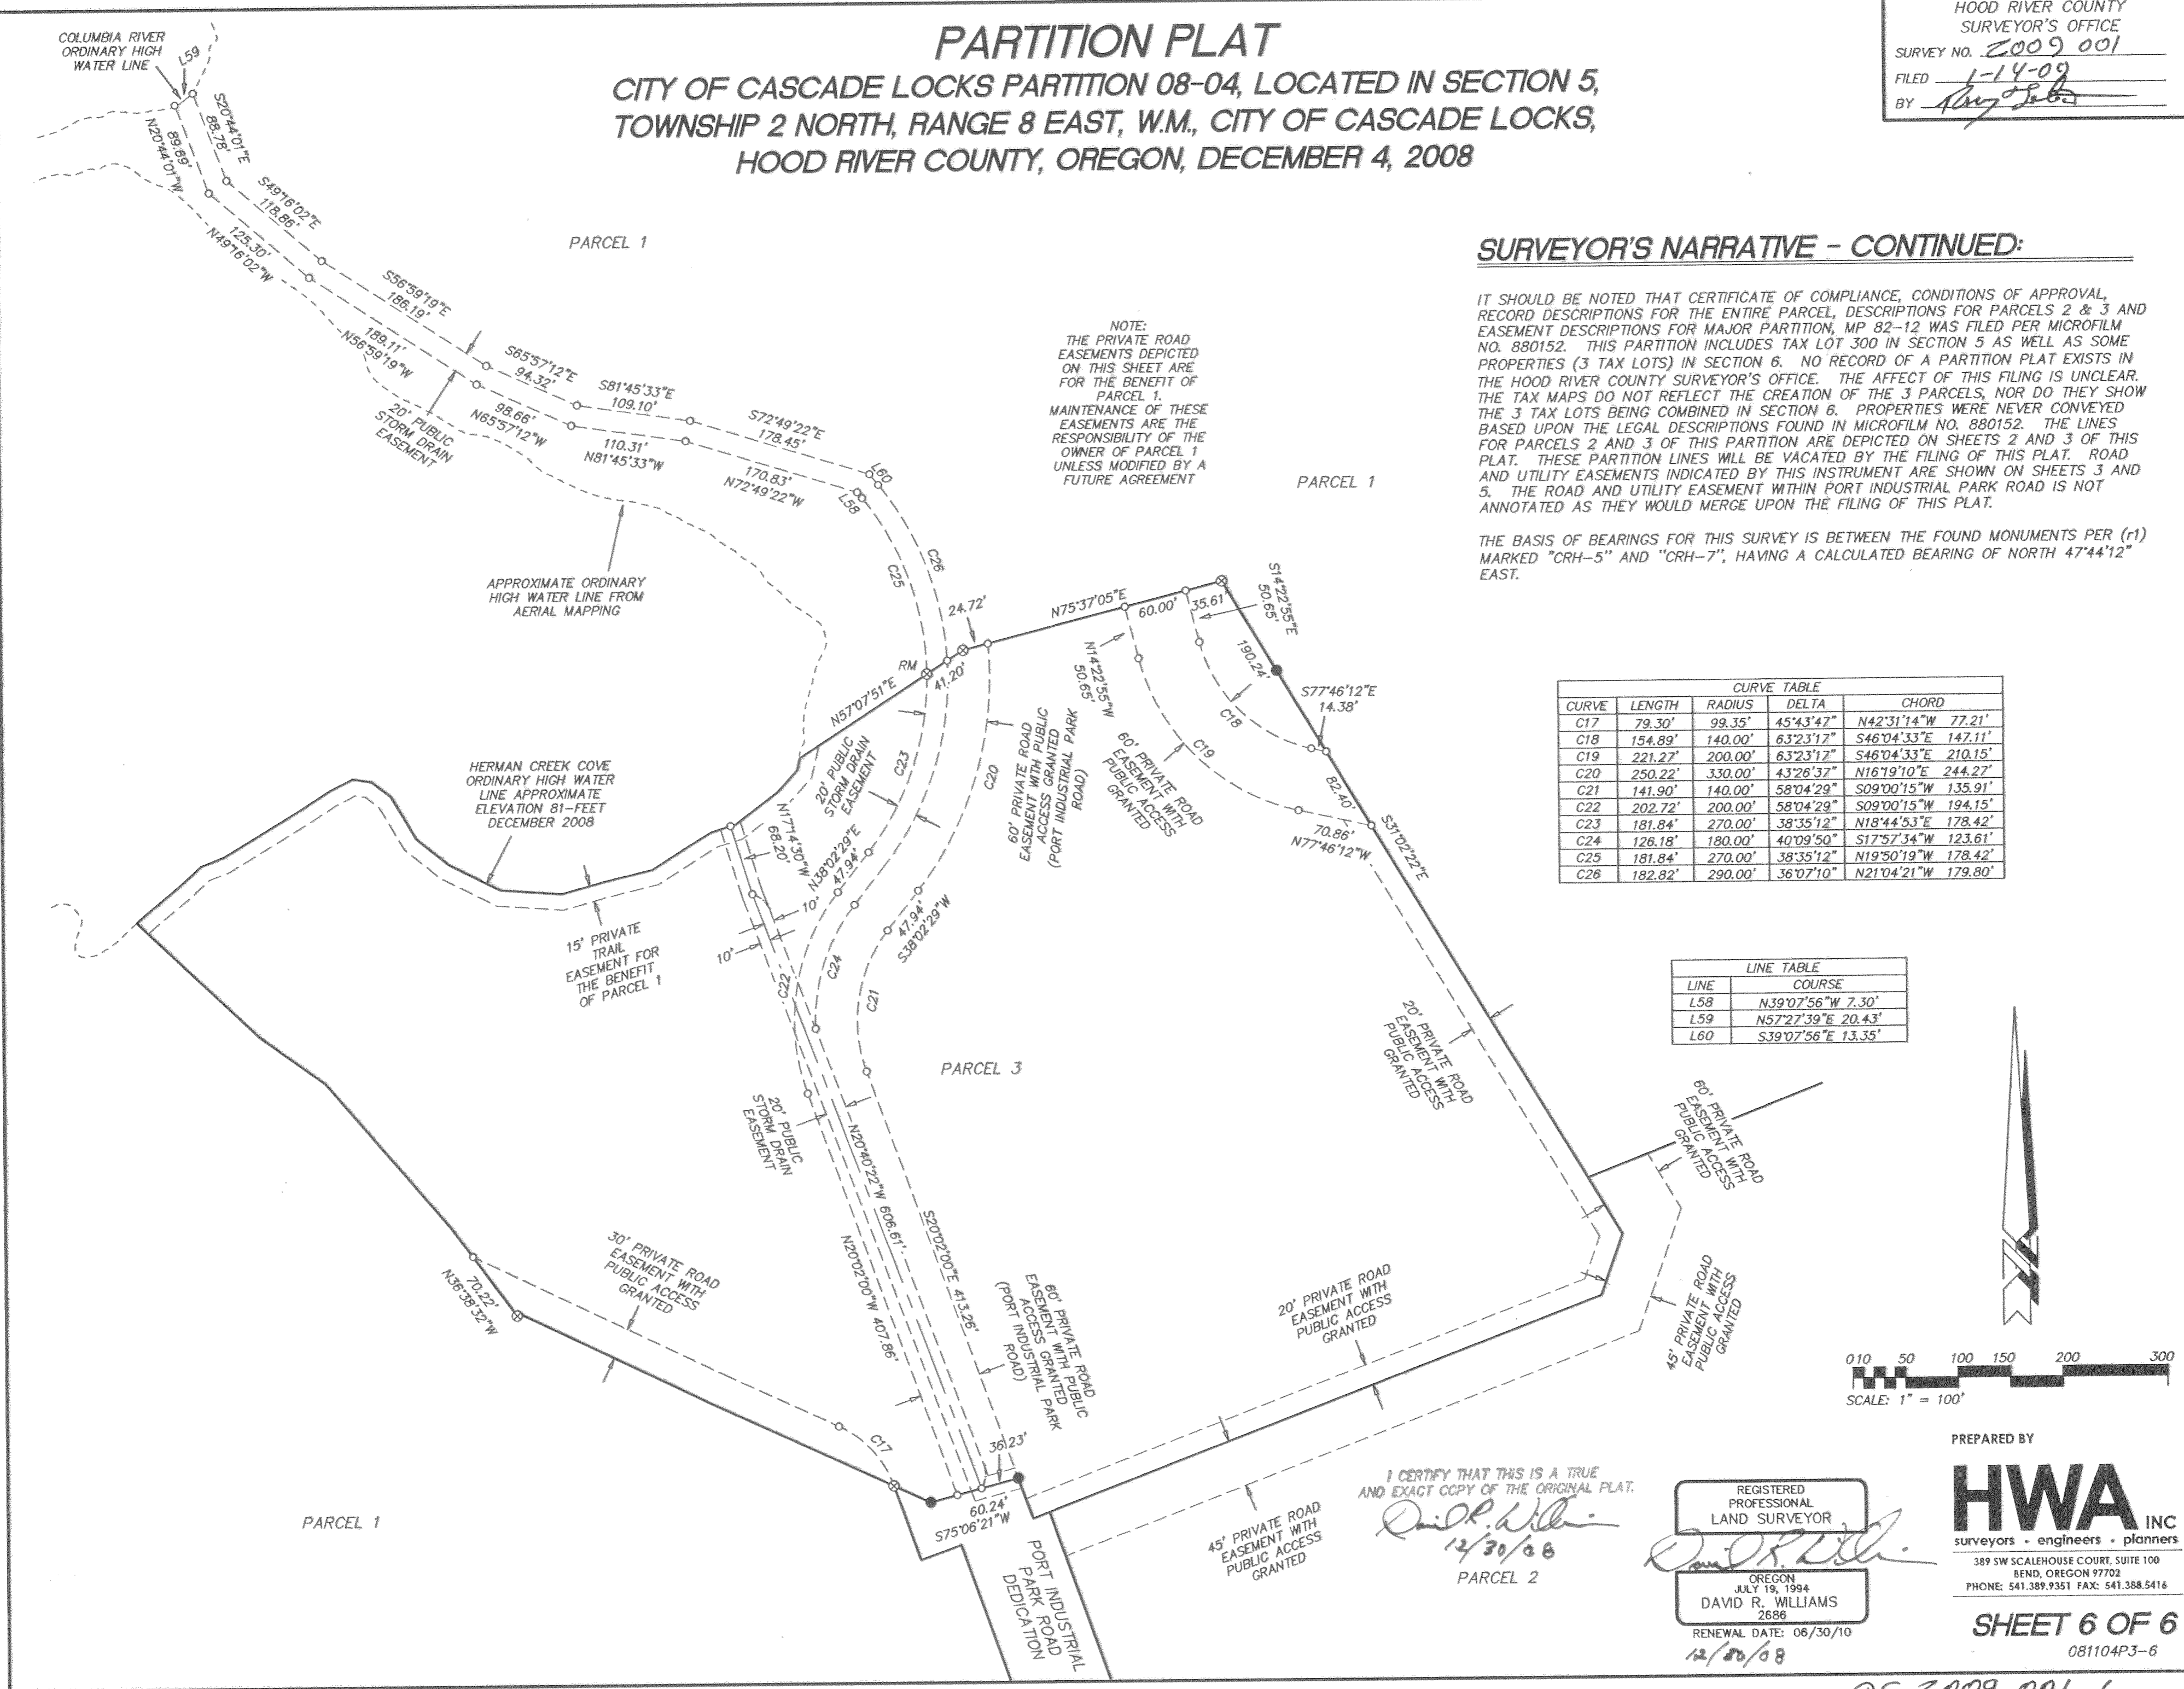 PARTITION PLAT
CITY OF CASCADE LOCKS PARTITION 08-04, LOCATED IN SECTION 5,
TOWNSHIP 2 NORTH, RANGE 8 EAST, W.M., CITY OF CASCADE LOCKS,
HOOD RIVER COUNTY, OREGON, DECEMBER 4, 2008
HOOD RIVER COUNTY
SURVEYOR'S OFFICE
SURVEY NO. 2009 001
FILED 1-14-09
BY
COLUMBIA RIVER
ORDINARY HIGH
WATER LINE
L59
S20°44'01"E
88.78'
89.69'
N20°44'01"W
S49°16'02"E
118.86'
125.30'
N49°16'02"W
S56°59'19"E
186.19'
189.11'
N56°59'19"W
S65°57'12"E
94.32'
98.66'
N65°57'12"W
S81°45'33"E
109.10'
110.31'
N81°45'33"W
S72°49'22"E
178.45'
170.83'
N72°49'22"W
L60
L58
20' PUBLIC
STORM DRAIN
EASEMENT
PARCEL 1
NOTE:
THE PRIVATE ROAD
EASEMENTS DEPICTED
ON THIS SHEET ARE
FOR THE BENEFIT OF
PARCEL 1.
MAINTENANCE OF THESE
EASEMENTS ARE THE
RESPONSIBILITY OF THE
OWNER OF PARCEL 1
UNLESS MODIFIED BY A
FUTURE AGREEMENT
PARCEL 1
SURVEYOR'S NARRATIVE - CONTINUED:
IT SHOULD BE NOTED THAT CERTIFICATE OF COMPLIANCE, CONDITIONS OF APPROVAL,
RECORD DESCRIPTIONS FOR THE ENTIRE PARCEL, DESCRIPTIONS FOR PARCELS 2 & 3 AND
EASEMENT DESCRIPTIONS FOR MAJOR PARTITION, MP 82-12 WAS FILED PER MICROFILM
NO. 880152. THIS PARTITION INCLUDES TAX LOT 300 IN SECTION 5 AS WELL AS SOME
PROPERTIES (3 TAX LOTS) IN SECTION 6. NO RECORD OF A PARTITION PLAT EXISTS IN
THE HOOD RIVER COUNTY SURVEYOR'S OFFICE. THE AFFECT OF THIS FILING IS UNCLEAR.
THE TAX MAPS DO NOT REFLECT THE CREATION OF THE 3 PARCELS, NOR DO THEY SHOW
THE 3 TAX LOTS BEING COMBINED IN SECTION 6. PROPERTIES WERE NEVER CONVEYED
BASED UPON THE LEGAL DESCRIPTIONS FOUND IN MICROFILM NO. 880152. THE LINES
FOR PARCELS 2 AND 3 OF THIS PARTITION ARE DEPICTED ON SHEETS 2 AND 3 OF THIS
PLAT. THESE PARTITION LINES WILL BE VACATED BY THE FILING OF THIS PLAT. ROAD
AND UTILITY EASEMENTS INDICATED BY THIS INSTRUMENT ARE SHOWN ON SHEETS 3 AND
5. THE ROAD AND UTILITY EASEMENT WITHIN PORT INDUSTRIAL PARK ROAD IS NOT
ANNOTATED AS THEY WOULD MERGE UPON THE FILING OF THIS PLAT.
THE BASIS OF BEARINGS FOR THIS SURVEY IS BETWEEN THE FOUND MONUMENTS PER (r1)
MARKED "CRH-5" AND "CRH-7", HAVING A CALCULATED BEARING OF NORTH 47°44'12"
EAST.
APPROXIMATE ORDINARY
HIGH WATER LINE FROM
AERIAL MAPPING
C25
C26
24.72'
RM
41.20'
N57°07'51"E
N75°37'05"E
60.00'
35.61'
S14°22'55"E
50.65'
190.24'
N14°22'55"W
50.65'
S77°46'12"E
14.38'
C18
C19
60' PRIVATE ROAD
EASEMENT WITH
PUBLIC ACCESS
GRANTED
82.40'
70.86'
N77°46'12"W
S31°02'22"E
60' PRIVATE ROAD
EASEMENT WITH PUBLIC
ACCESS GRANTED
(PORT INDUSTRIAL PARK
ROAD)
C20
C23
20' PUBLIC
STORM DRAIN
EASEMENT
N17°14'30"W
68.20'
N38°02'29"E
47.94'
47.94'
S38°02'29"W
10'
10'
C22
C24
C21
HERMAN CREEK COVE
ORDINARY HIGH WATER
LINE APPROXIMATE
ELEVATION 81-FEET
DECEMBER 2008
15' PRIVATE
TRAIL
EASEMENT FOR
THE BENEFIT
OF PARCEL 1
CURVE TABLE
CURVE LENGTH RADIUS DELTA CHORD
C17 79.30' 99.35' 45°43'47" N42°31'14"W 77.21'
C18 154.89' 140.00' 63°23'17" S46°04'33"E 147.11'
C19 221.27' 200.00' 63°23'17" S46°04'33"E 210.15'
C20 250.22' 330.00' 43°26'37" N16°19'10"E 244.27'
C21 141.90' 140.00' 58°04'29" S09°00'15"W 135.91'
C22 202.72' 200.00' 58°04'29" S09°00'15"W 194.15'
C23 181.84' 270.00' 38°35'12" N18°44'53"E 178.42'
C24 126.18' 180.00' 40°09'50" S17°57'34"W 123.61'
C25 181.84' 270.00' 38°35'12" N19°50'19"W 178.42'
C26 182.82' 290.00' 36°07'10" N21°04'21"W 179.80'
LINE TABLE
LINE COURSE
L58 N39°07'56"W 7.30'
L59 N57°27'39"E 20.43'
L60 S39°07'56"E 13.35'
PARCEL 3
20' PRIVATE ROAD
EASEMENT WITH
PUBLIC ACCESS
GRANTED
60' PRIVATE ROAD
EASEMENT WITH
PUBLIC ACCESS
GRANTED
20' PUBLIC
STORM DRAIN
EASEMENT
N20°40'22"W 606.61'
S20°02'00"E 413.26'
N20°02'00"W 407.86'
60' PRIVATE ROAD
EASEMENT WITH PUBLIC
ACCESS GRANTED
(PORT INDUSTRIAL PARK
ROAD)
30' PRIVATE ROAD
EASEMENT WITH
PUBLIC ACCESS
GRANTED
70.22'
N36°38'32"W
20' PRIVATE ROAD
EASEMENT WITH
PUBLIC ACCESS
GRANTED
45' PRIVATE ROAD
EASEMENT WITH
PUBLIC ACCESS
GRANTED
C17
36.23'
60.24'
S75°06'21"W
PORT INDUSTRIAL
PARK ROAD
DEDICATION
PARCEL 1
45' PRIVATE ROAD
EASEMENT WITH
PUBLIC ACCESS
GRANTED
I CERTIFY THAT THIS IS A TRUE
AND EXACT COPY OF THE ORIGINAL PLAT.
David R. Williams
12/30/08
PARCEL 2
010 50 100 150 200 300
SCALE: 1" = 100'
REGISTERED
PROFESSIONAL
LAND SURVEYOR
David R. Williams
OREGON
JULY 19, 1994
DAVID R. WILLIAMS
2686
RENEWAL DATE: 06/30/10
12/30/08
PREPARED BY
HWA INC
surveyors • engineers • planners
389 SW SCALEHOUSE COURT, SUITE 100
BEND, OREGON 97702
PHONE: 541.389.9351 FAX: 541.388.5416
SHEET 6 OF 6
081104P3-6